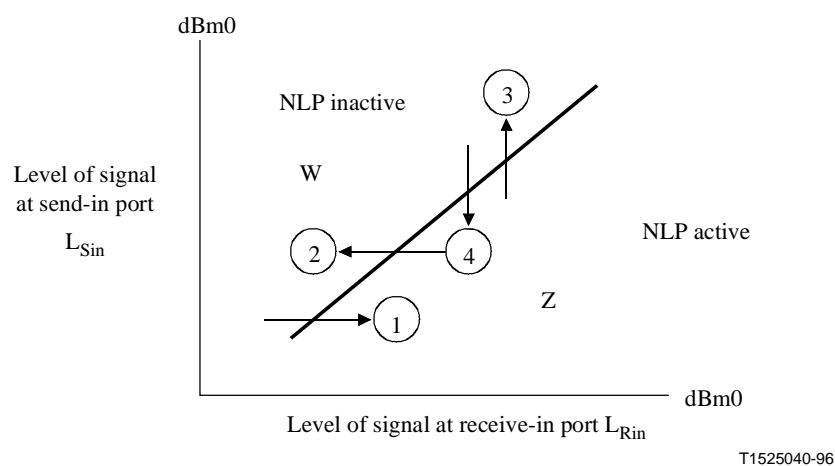 dBm0
NLP inactive
3
W
Level of signal
at send-in port
L_Sin
2
4
NLP active
Z
1
dBm0
Level of signal at receive-in port L_Rin
T1525040-96